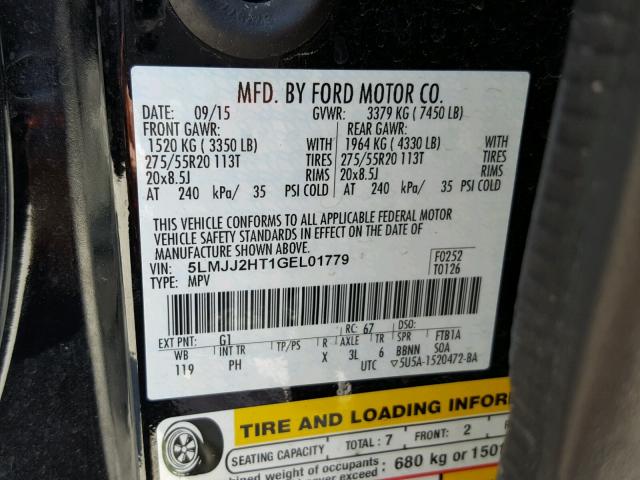 MFD. BY FORD MOTOR CO.
DATE: 09/15 GVWR: 3379 KG ( 7450 LB)
FRONT GAWR: REAR GAWR:
1520 KG ( 3350 LB) WITH 1964 KG ( 4330 LB) WITH
275/55R20 113T TIRES 275/55R20 113T TIRES
20x8.5J RIMS 20x8.5J RIMS
AT 240 kPa/ 35 PSI COLD AT 240 kPa/ 35 PSI COLD
THIS VEHICLE CONFORMS TO ALL APPLICABLE FEDERAL MOTOR
VEHICLE SAFETY STANDARDS IN EFFECT ON THE DATE OF
MANUFACTURE SHOWN ABOVE.
VIN: 5LMJJ2HT1GEL01779 F0252
TYPE: MPV T0126
EXT PNT: G1 RC: 67 DSO:
WB INT TR TP/PS R AXLE TR SPR FTB1A
119 PH X 3L 6 BBNN SOA
UTC ▽5U5A-1520472-BA
TIRE AND LOADING INFOR
SEATING CAPACITY TOTAL : 7 FRONT: 2
bined weight of occupants
exceed : 680 kg or 150